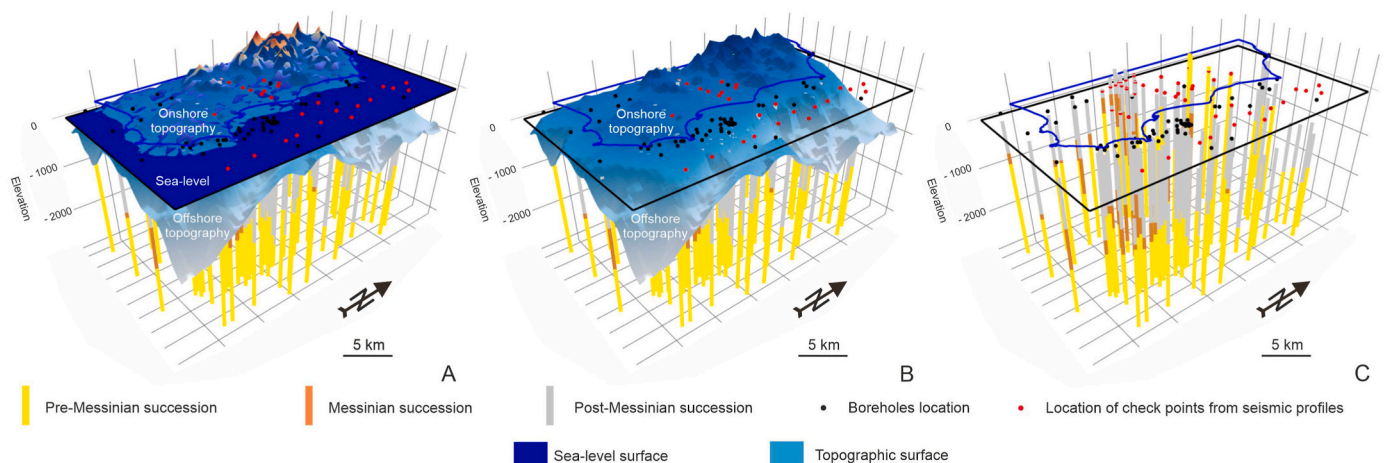 Onshore
topography
Sea-level
Offshore
topography
0
- 1000
- 2000
Elevation
N
5 km
A
Onshore
topography
Offshore
topography
0
- 1000
- 2000
Elevation
N
5 km
B
0
- 1000
- 2000
Elevation
N
5 km
C
Pre-Messinian succession
Messinian succession
Post-Messinian succession
Boreholes location
Location of check points from seismic profiles
Sea-level surface
Topographic surface